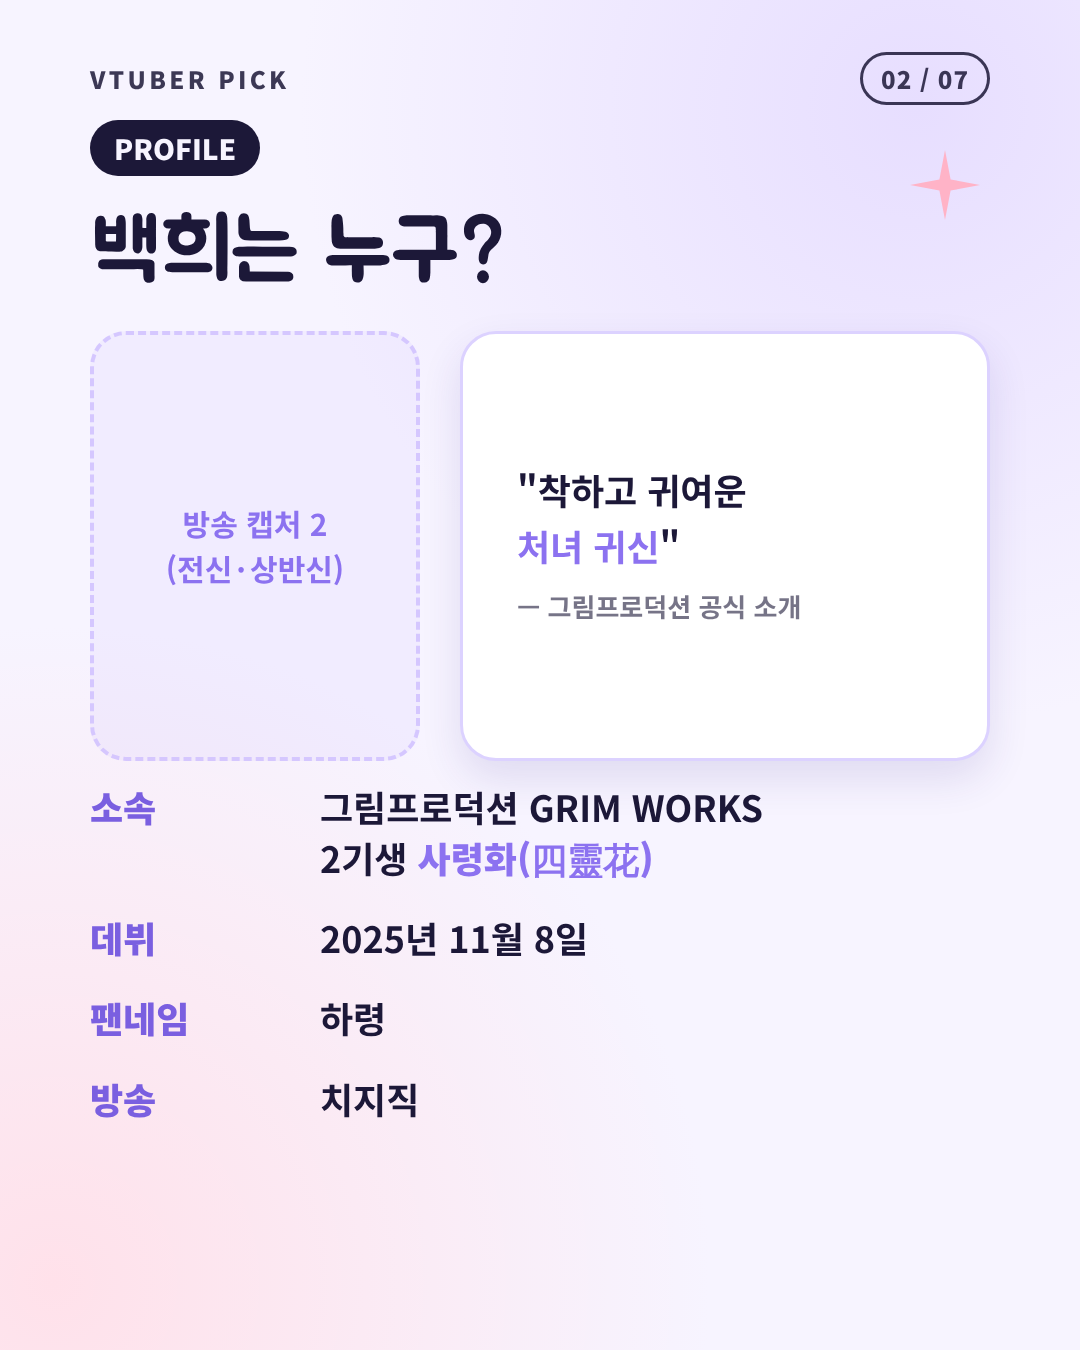 VTUBER PICK
02 / 07
PROFILE
백희는 누구?
방송 캡처 2
(전신·상반신)
"착하고 귀여운
처녀 귀신"
— 그림프로덕션 공식 소개
소속
그림프로덕션 GRIM WORKS
2기생 사령화(四靈花)
데뷔
2025년 11월 8일
팬네임
하령
방송
치지직